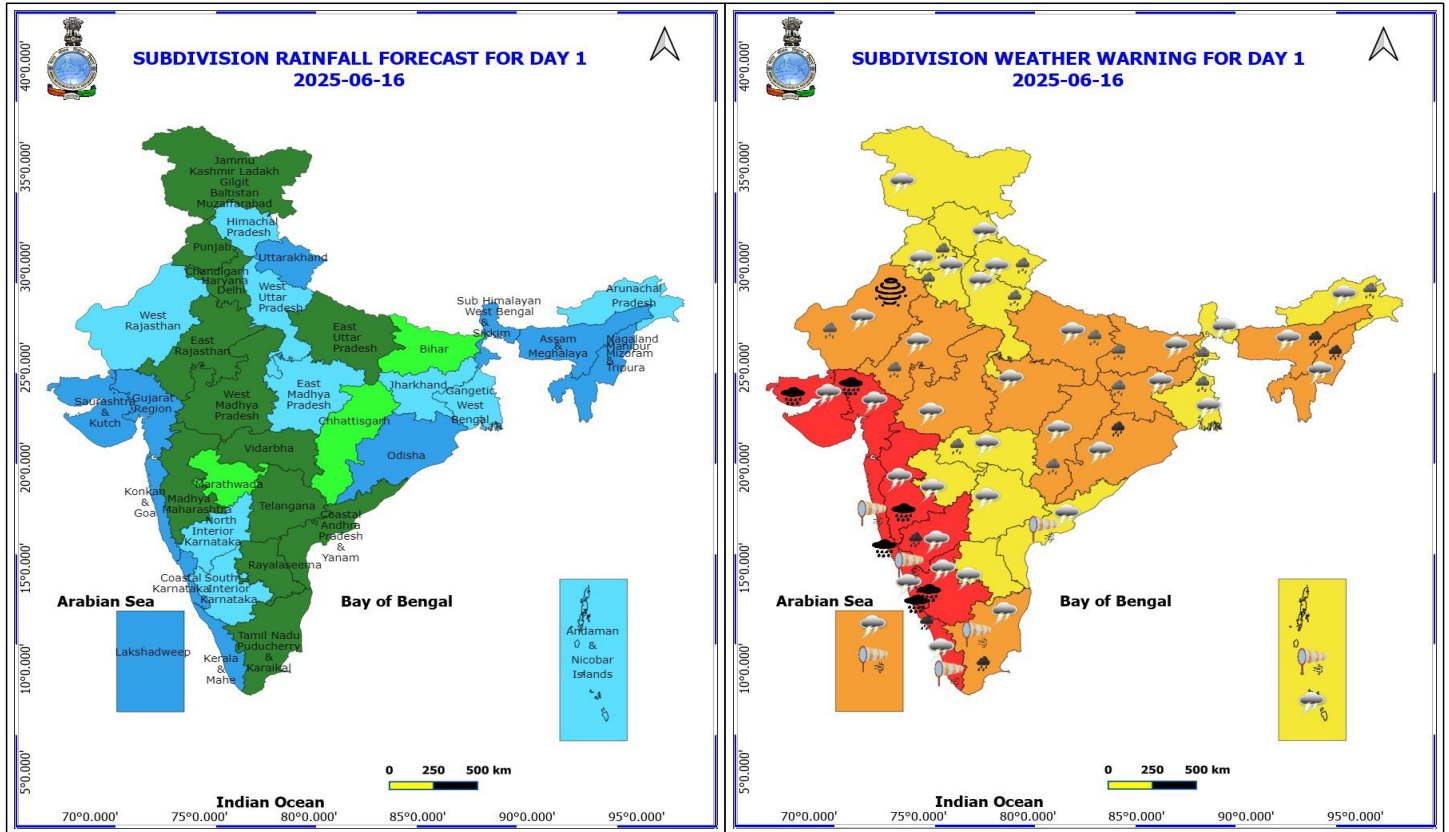 SUBDIVISION RAINFALL FORECAST FOR DAY 1
2025-06-16
40°0.000'
35°0.000'
30°0.000'
25°0.000'
20°0.000'
15°0.000'
10°0.000'
5°0.000'
Jammu
Kashmir Ladakh
Gilgit
Baltistan
Muzaffarabad
Himachal
Pradesh
Punjab
Uttarakhand
Chandigarh
Haryana
Delhi
West
Uttar
Pradesh
Arunachal
Pradesh
West
Rajasthan
Sub Himalayan
West Bengal
&
Sikkim
East
Uttar
Pradesh
East
Rajasthan
Bihar
Assam
&
Meghalaya
Nagaland
Manipur
Mizoram
&
Tripura
Saurashtra
&
Kutch
Gujarat
Region
West
Madhya
Pradesh
East
Madhya
Pradesh
Jharkhand
Gangetic
West
Bengal
Chhattisgarh
Vidarbha
Odisha
Konkan
&
Goa
Madhya
Maharashtra
Marathwada
Telangana
North
Interior
Karnataka
Coastal
Andhra
Pradesh
&
Yanam
Rayalaseema
Coastal
Karnataka
South
Interior
Karnataka
Arabian Sea
Bay of Bengal
Lakshadweep
Kerala
&
Mahe
Tamil Nadu
Puducherry
&
Karaikal
Andaman
&
Nicobar
Islands
0 250 500 km
Indian Ocean
70°0.000' 75°0.000' 80°0.000' 85°0.000' 90°0.000' 95°0.000'
SUBDIVISION WEATHER WARNING FOR DAY 1
2025-06-16
40°0.000'
35°0.000'
30°0.000'
25°0.000'
20°0.000'
15°0.000'
10°0.000'
5°0.000'
Arabian Sea
Bay of Bengal
0 250 500 km
Indian Ocean
70°0.000' 75°0.000' 80°0.000' 85°0.000' 90°0.000' 95°0.000'